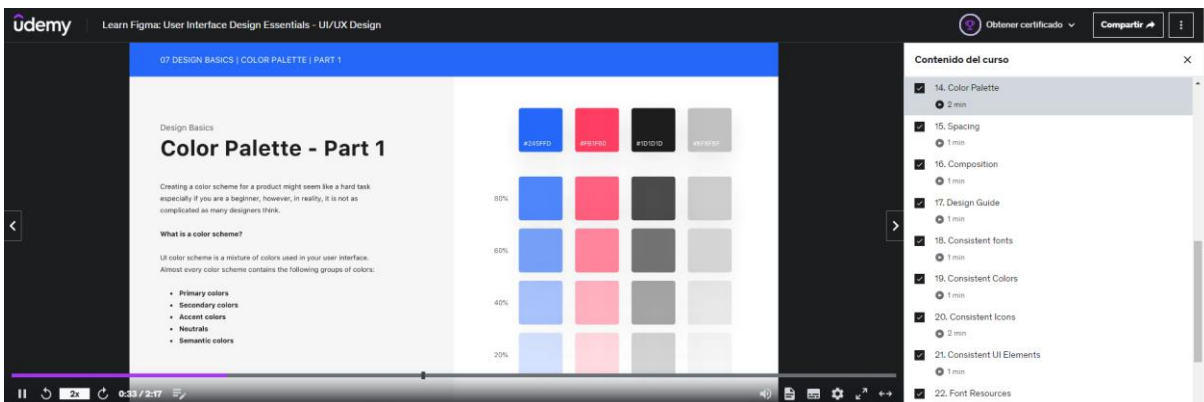 ûdemy
Learn Figma: User Interface Design Essentials - UI/UX Design
Obtener certificado
Compartir
07 DESIGN BASICS | COLOR PALETTE | PART 1
Design Basics
Color Palette - Part 1
Creating a color scheme for a product might seem like a hard task
especially if you are a beginner, however, in reality, it is not as
complicated as many designers think.
What is a color scheme?
UI color scheme is a mixture of colors used in your user interface.
Almost every color scheme contains the following groups of colors:
• Primary colors
• Secondary colors
• Accent colors
• Neutrals
• Semantic colors
#1D1D1D
80%
60%
40%
20%
2x
0:33 / 2:17
Contenido del curso
14. Color Palette
2 min
15. Spacing
1 min
16. Composition
1 min
17. Design Guide
1 min
18. Consistent fonts
1 min
19. Consistent Colors
1 min
20. Consistent Icons
2 min
21. Consistent UI Elements
1 min
22. Font Resources